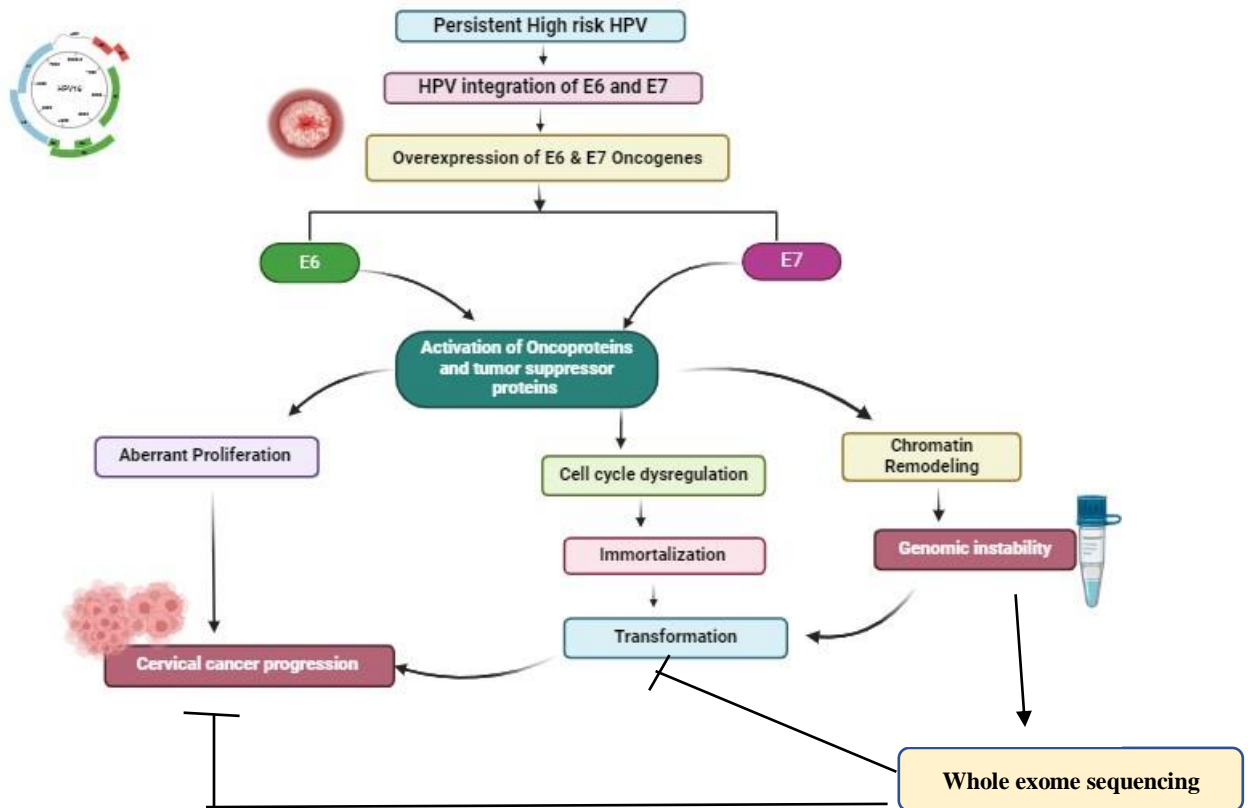 Persistent High risk HPV
HPV16
HPV integration of E6 and E7
Overexpression of E6 & E7 Oncogenes
E6
E7
Activation of Oncoproteins
and tumor suppressor
proteins
Aberrant Proliferation
Cell cycle dysregulation
Chromatin
Remodeling
Immortalization
Genomic instability
Transformation
Cervical cancer progression
Whole exome sequencing